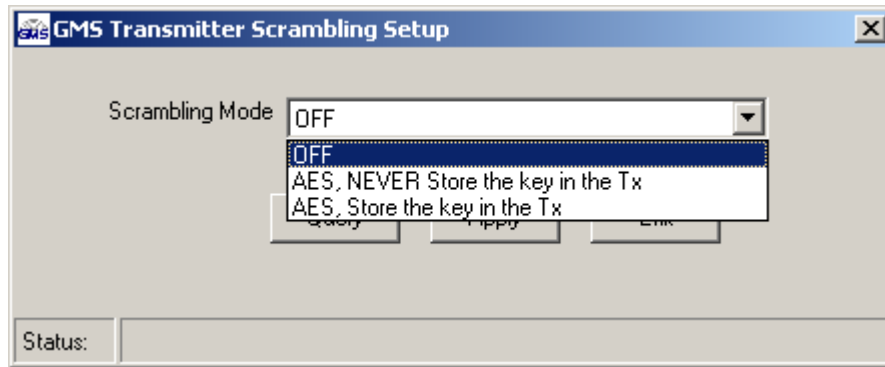 GMS GMS Transmitter Scrambling Setup
Scrambling Mode OFF
OFF
AES, NEVER Store the key in the Tx
AES, Store the key in the Tx
Status: